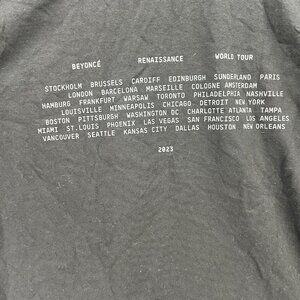 BEYONCÉ RENAISSANCE WORLD TOUR
STOCKHOLM BRUSSELS CARDIFF EDINBURGH SUNDERLAND PARIS
LONDON BARCELONA MARSEILLE COLOGNE AMSTERDAM
HAMBURG FRANKFURT WARSAW TORONTO PHILADELPHIA NASHVILLE
LOUISVILLE MINNEAPOLIS CHICAGO DETROIT NEW YORK
BOSTON PITTSBURGH WASHINGTON DC CHARLOTTE ATLANTA TAMPA
MIAMI ST.LOUIS PHOENIX LAS VEGAS SAN FRANCISCO LOS ANGELES
VANCOUVER SEATTLE KANSAS CITY DALLAS HOUSTON NEW ORLEANS
2023